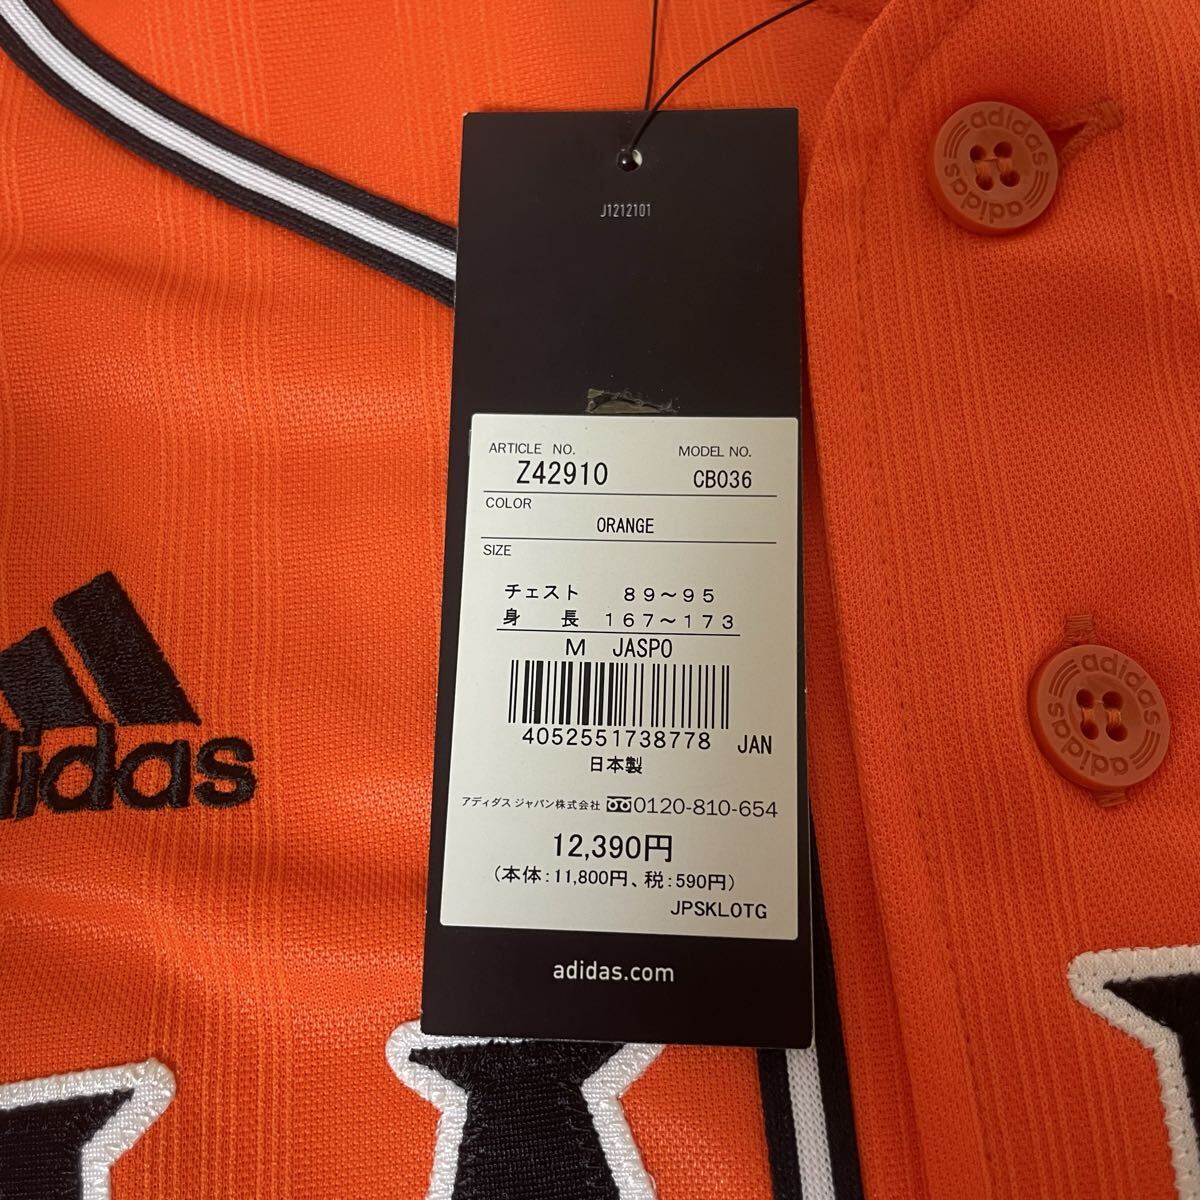 J1212101
ARTICLE NO. MODEL NO.
Z42910 CB036
COLOR
ORANGE
SIZE
チェスト 89～95
身 長 167～173
M JASPO
4052551738778 JAN
日本製
アディダス ジャパン株式会社 0120-810-654
12,390円
(本体:11,800円、税:590円)
JPSKLOTG
adidas.com
adidas
adidas
adidas
adidas
adidas